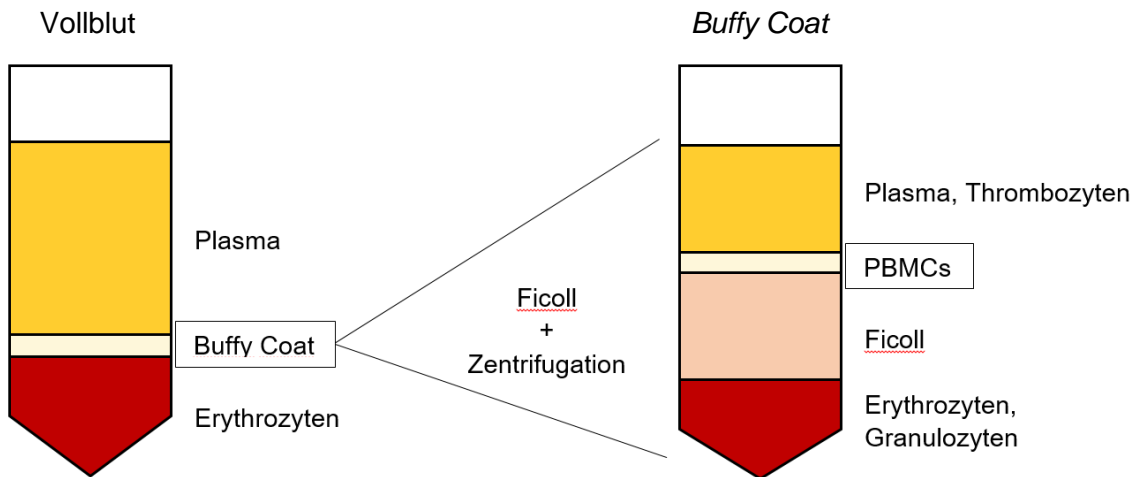 Vollblut
Plasma
Buffy Coat
Erythrozyten
Ficoll
+
Zentrifugation
Buffy Coat
Plasma, Thrombozyten
PBMCs
Ficoll
Erythrozyten,
Granulozyten